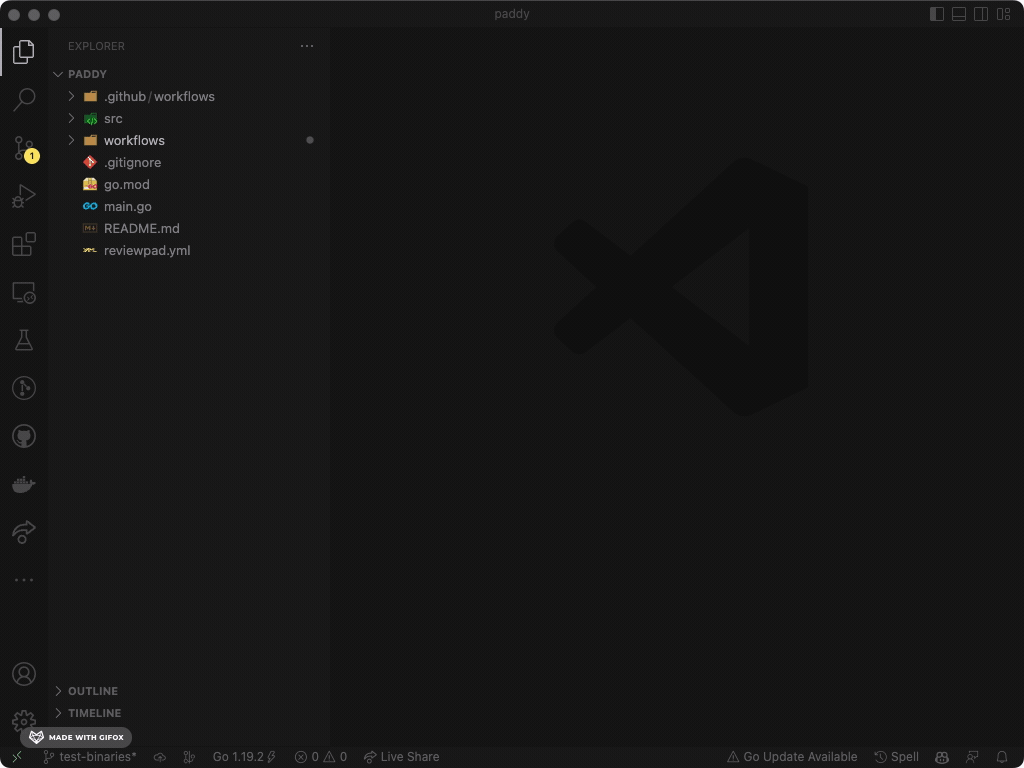 paddy
EXPLORER
PADDY
.github/workflows
src
workflows
1
.gitignore
go.mod
GO main.go
M↓ README.md
reviewpad.yml
OUTLINE
TIMELINE
MADE WITH GIFOX
test-binaries* Go 1.19.2 0 0 Live Share Go Update Available Spell